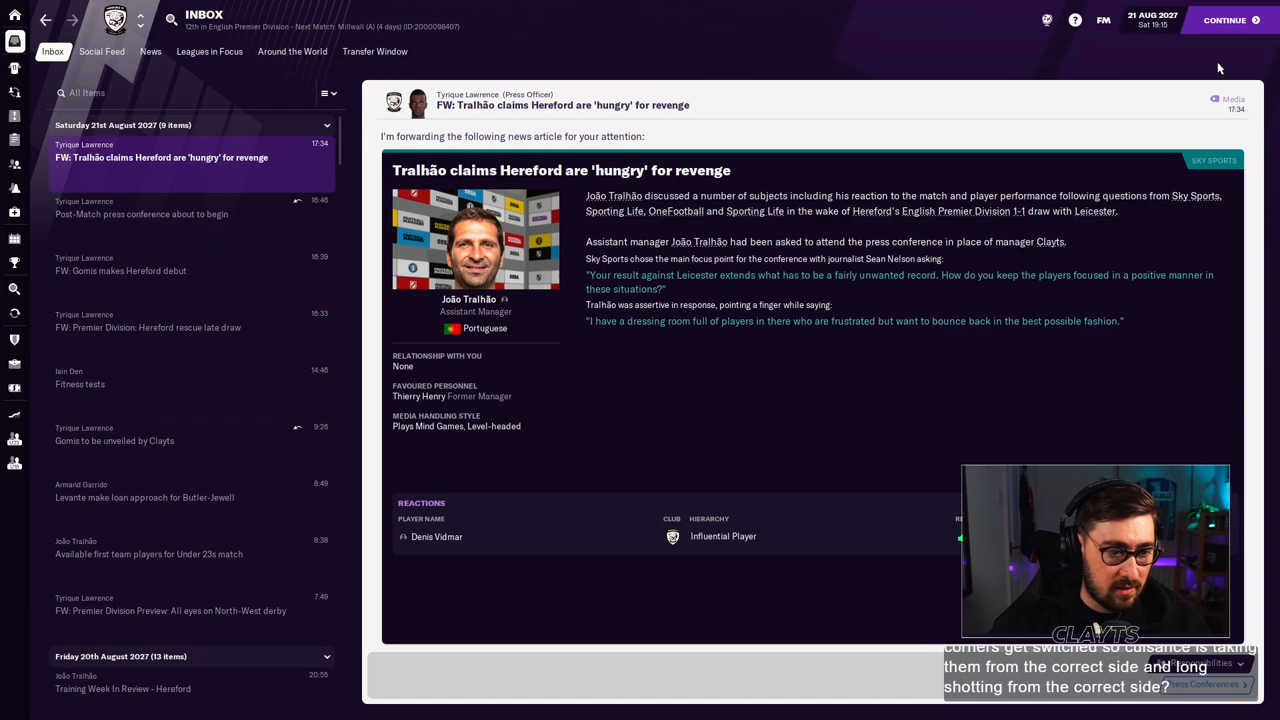 INBOX
12th in English Premier Division - Next Match: Millwall (A) (4 days) (ID:2000098407)
FM
21 AUG 2027
Sat 19:15
CONTINUE
Inbox
Social Feed
News
Leagues in Focus
Around the World
Transfer Window
All Items
Saturday 21st August 2027 (9 items)
Tyrique Lawrence
17:34
FW: Tralhão claims Hereford are 'hungry' for revenge
Tyrique Lawrence
16:46
Post-Match press conference about to begin
Tyrique Lawrence
16:39
FW: Gomis makes Hereford debut
Tyrique Lawrence
16:33
FW: Premier Division: Hereford rescue late draw
Iain Den
14:46
Fitness tests
Tyrique Lawrence
9:26
Gomis to be unveiled by Clayts
Armand Garrido
8:49
Levante make loan approach for Butler-Jewell
João Tralhão
8:38
Available first team players for Under 23s match
Tyrique Lawrence
7:49
FW: Premier Division Preview: All eyes on North-West derby
Friday 20th August 2027 (13 items)
João Tralhão
20:55
Training Week In Review - Hereford
Tyrique Lawrence (Press Officer)
FW: Tralhão claims Hereford are 'hungry' for revenge
Media
17:34
I'm forwarding the following news article for your attention:
SKY SPORTS
Tralhão claims Hereford are 'hungry' for revenge
João Tralhão
Assistant Manager
Portuguese
RELATIONSHIP WITH YOU
None
FAVOURED PERSONNEL
Thierry Henry Former Manager
MEDIA HANDLING STYLE
Plays Mind Games, Level-headed
João Tralhão discussed a number of subjects including his reaction to the match and player performance following questions from Sky Sports,
Sporting Life, OneFootball and Sporting Life in the wake of Hereford's English Premier Division 1-1 draw with Leicester.
Assistant manager João Tralhão had been asked to attend the press conference in place of manager Clayts.
Sky Sports chose the main focus point for the conference with journalist Sean Nelson asking:
"Your result against Leicester extends what has to be a fairly unwanted record. How do you keep the players focused in a positive manner in
these situations?"
Tralhão was assertive in response, pointing a finger while saying:
"I have a dressing room full of players in there who are frustrated but want to bounce back in the best possible fashion."
REACTIONS
PLAYER NAME
CLUB
HIERARCHY
Denis Vidmar
Influential Player
CLAYTS
corners get switched so cuisance is taking
them from the correct side and long
shotting from the correct side?
Responsibilities
Press Conferences